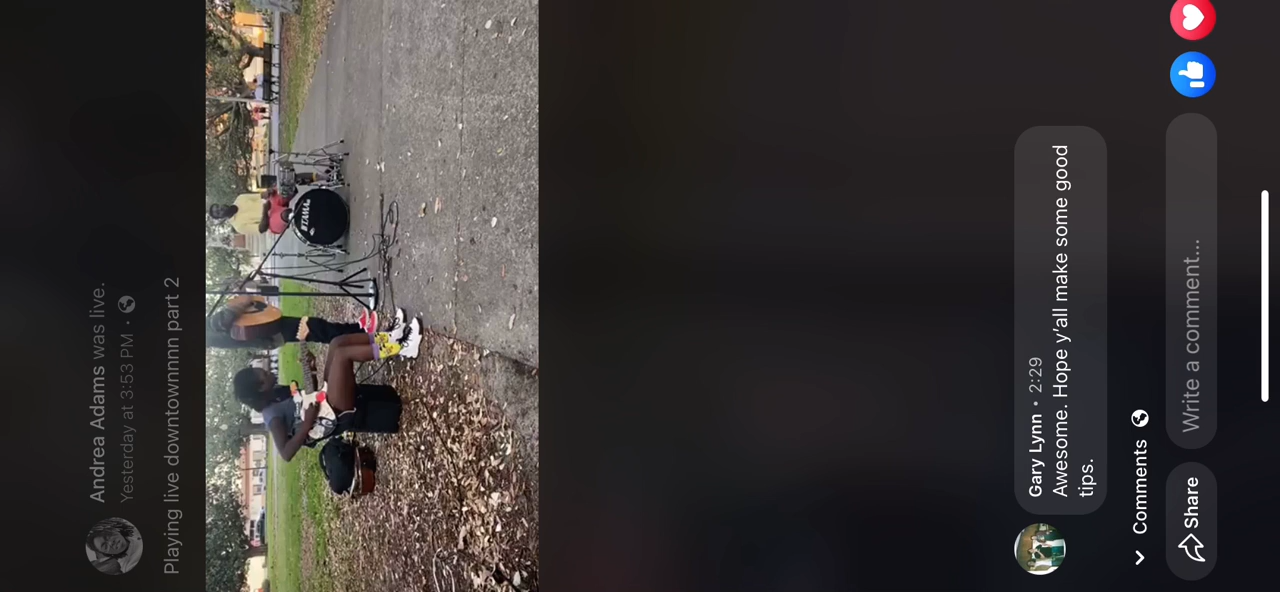 Andrea Adams was live.
Yesterday at 3:53 PM ·
Playing live downtownnnn part 2
TAMA
Gary Lynn · 2:29
Awesome. Hope y'all make some good
tips.
Comments
Share
Write a comment...